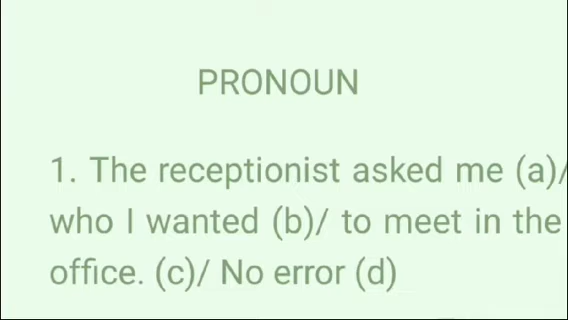 PRONOUN
1. The receptionist asked me (a)/
who I wanted (b)/ to meet in the
office. (c)/ No error (d)